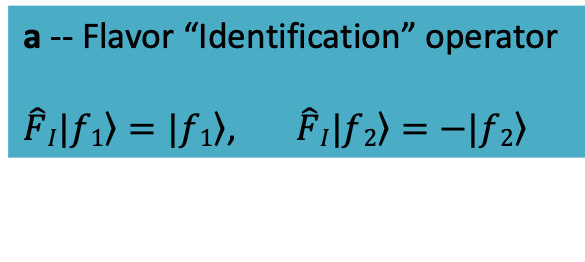 a -- Flavor “Identification” operator
F̂_I|f₁⟩ = |f₁⟩, F̂_I|f₂⟩ = −|f₂⟩